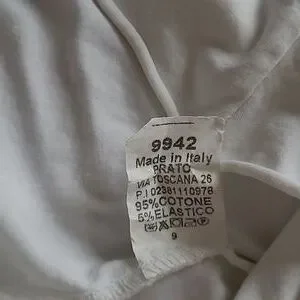 9942
Made in Italy
PRATO
VIA TOSCANA 26
P.I 02381110978
95% COTONE
5% ELASTICO
9